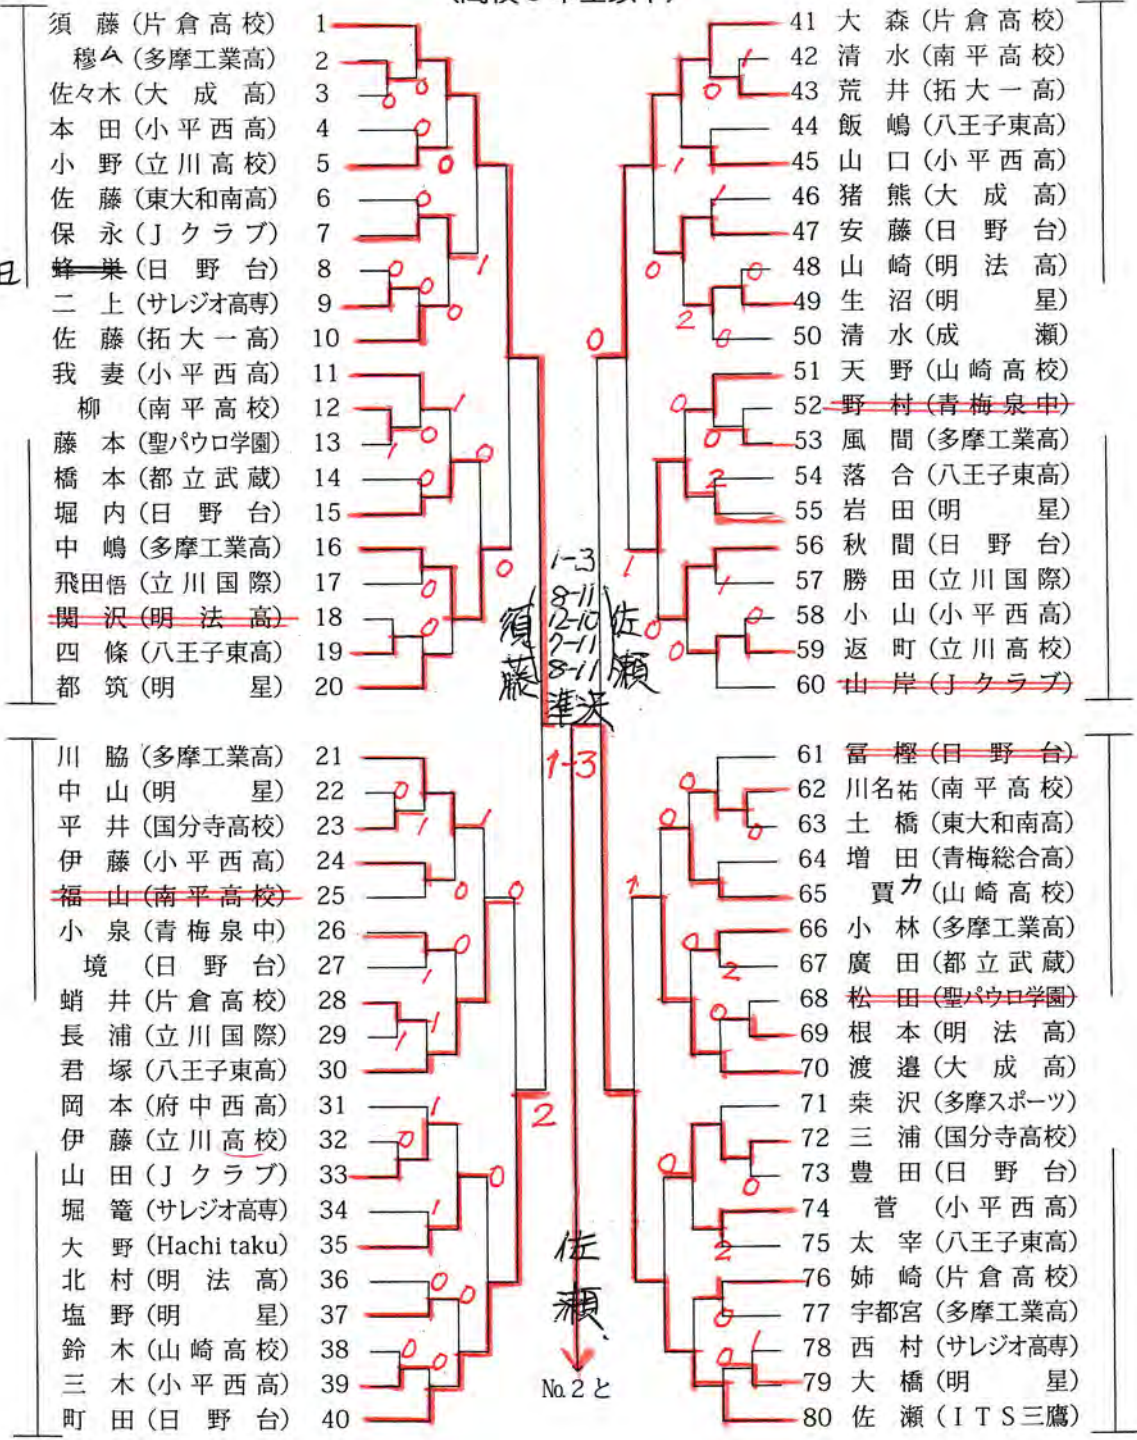 須 藤 (片 倉 高 校) 1
穆ム (多摩工業高) 2
佐々木 (大 成 高) 3
本 田 (小 平 西 高) 4
小 野 (立 川 高 校) 5
佐 藤 (東大和南高) 6
保 永 (J ク ラ ブ) 7
蜂 巣 (日 野 台) 8
二 上 (サレジオ高専) 9
佐 藤 (拓 大 一 高) 10
我 妻 (小 平 西 高) 11
柳 (南 平 高 校) 12
藤 本 (聖パウロ学園) 13
橋 本 (都 立 武 蔵) 14
堀 内 (日 野 台) 15
中 嶋 (多摩工業高) 16
飛田悟 (立 川 国 際) 17
関 沢 (明 法 高) 18
四 條 (八王子東高) 19
都 筑 (明 星) 20
川 脇 (多摩工業高) 21
中 山 (明 星) 22
平 井 (国分寺高校) 23
伊 藤 (小 平 西 高) 24
福 山 (南 平 高 校) 25
小 泉 (青 梅 泉 中) 26
境 (日 野 台) 27
蛸 井 (片 倉 高 校) 28
長 浦 (立 川 国 際) 29
君 塚 (八王子東高) 30
岡 本 (府 中 西 高) 31
伊 藤 (立 川 高 校) 32
山 田 (J ク ラ ブ) 33
堀 篭 (サレジオ高専) 34
大 野 (Hachi taku) 35
北 村 (明 法 高) 36
塩 野 (明 星) 37
鈴 木 (山 崎 高 校) 38
三 木 (小 平 西 高) 39
町 田 (日 野 台) 40
1-3
8-11
12-10
7-11
8-11
須藤
佐瀬
準決
1-3
2
佐瀬
No.2 と
41 大 森 (片 倉 高 校)
42 清 水 (南 平 高 校)
43 荒 井 (拓 大 一 高)
44 飯 嶋 (八王子東高)
45 山 口 (小 平 西 高)
46 猪 熊 (大 成 高)
47 安 藤 (日 野 台)
48 山 崎 (明 法 高)
49 生 沼 (明 星)
50 清 水 (成 瀬)
51 天 野 (山 崎 高 校)
52 野 村 (青 梅 泉 中)
53 風 間 (多摩工業高)
54 落 合 (八王子東高)
55 岩 田 (明 星)
56 秋 間 (日 野 台)
57 勝 田 (立 川 国 際)
58 小 山 (小 平 西 高)
59 返 町 (立 川 高 校)
60 山 岸 (J ク ラ ブ)
61 冨 樫 (日 野 台)
62 川名祐 (南 平 高 校)
63 土 橋 (東大和南高)
64 増 田 (青梅総合高)
65 賈カ (山 崎 高 校)
66 小 林 (多摩工業高)
67 廣 田 (都 立 武 蔵)
68 松 田 (聖パウロ学園)
69 根 本 (明 法 高)
70 渡 邉 (大 成 高)
71 桒 沢 (多摩スポーツ)
72 三 浦 (国分寺高校)
73 豊 田 (日 野 台)
74 菅 (小 平 西 高)
75 太 宰 (八王子東高)
76 姉 崎 (片 倉 高 校)
77 宇都宮 (多摩工業高)
78 西 村 (サレジオ高専)
79 大 橋 (明 星)
80 佐 瀬 (I T S 三鷹)